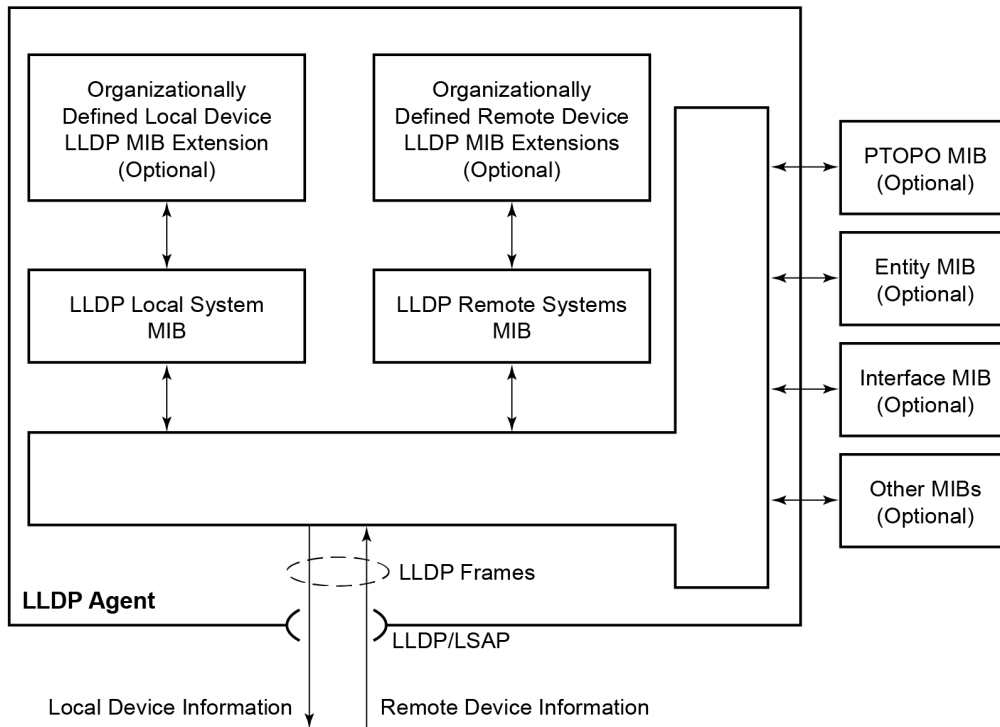 Organizationally
Defined Local Device
LLDP MIB Extension
(Optional)
Organizationally
Defined Remote Device
LLDP MIB Extensions
(Optional)
PTOPO MIB
(Optional)
Entity MIB
(Optional)
LLDP Local System
MIB
LLDP Remote Systems
MIB
Interface MIB
(Optional)
Other MIBs
(Optional)
LLDP Frames
LLDP Agent
LLDP/LSAP
Local Device Information
Remote Device Information